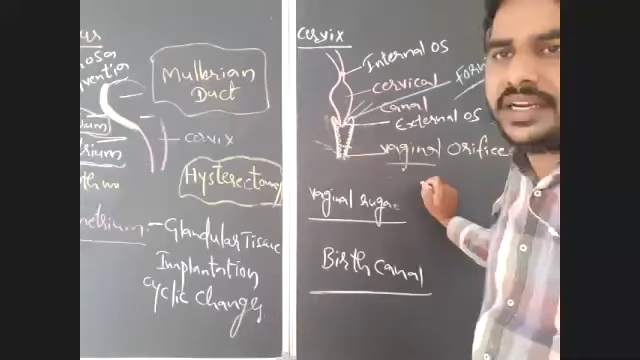 Mullerian
Duct
cervix
Hysterectomy
Glandular Tissue
Implantation
Cyclic Changes
Cervix
Internal OS
Cervical
Canal
External OS
vaginal Orifice
vaginal rugae
Birth Canal